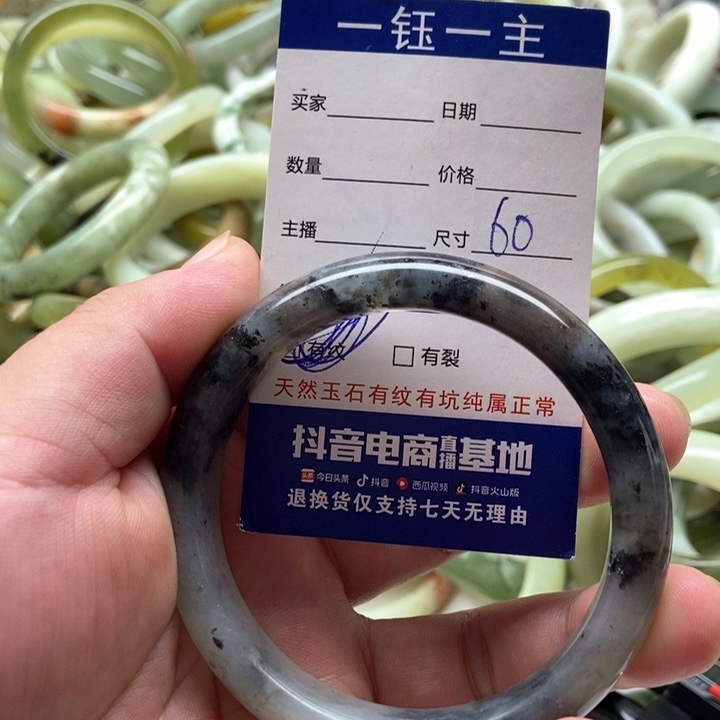 一钰一主
买家 日期
数量 价格
主播 尺寸 60
有纹 □ 有裂
天然玉石有纹有坑纯属正常
抖音电商直播基地
头条 今日头条 抖音 西瓜视频 抖音火山版
退换货仅支持七天无理由